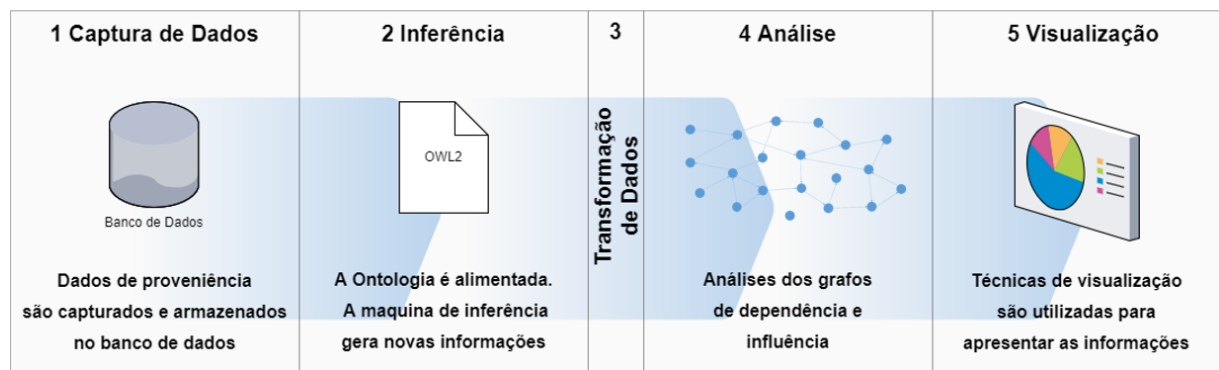 1 Captura de Dados
Banco de Dados
Dados de proveniência
são capturados e armazenados
no banco de dados
2 Inferência
OWL2
A Ontologia é alimentada.
A maquina de inferência
gera novas informações
3
Transformação
de Dados
4 Análise
Análises dos grafos
de dependência e
influência
5 Visualização
Técnicas de visualização
são utilizadas para
apresentar as informações